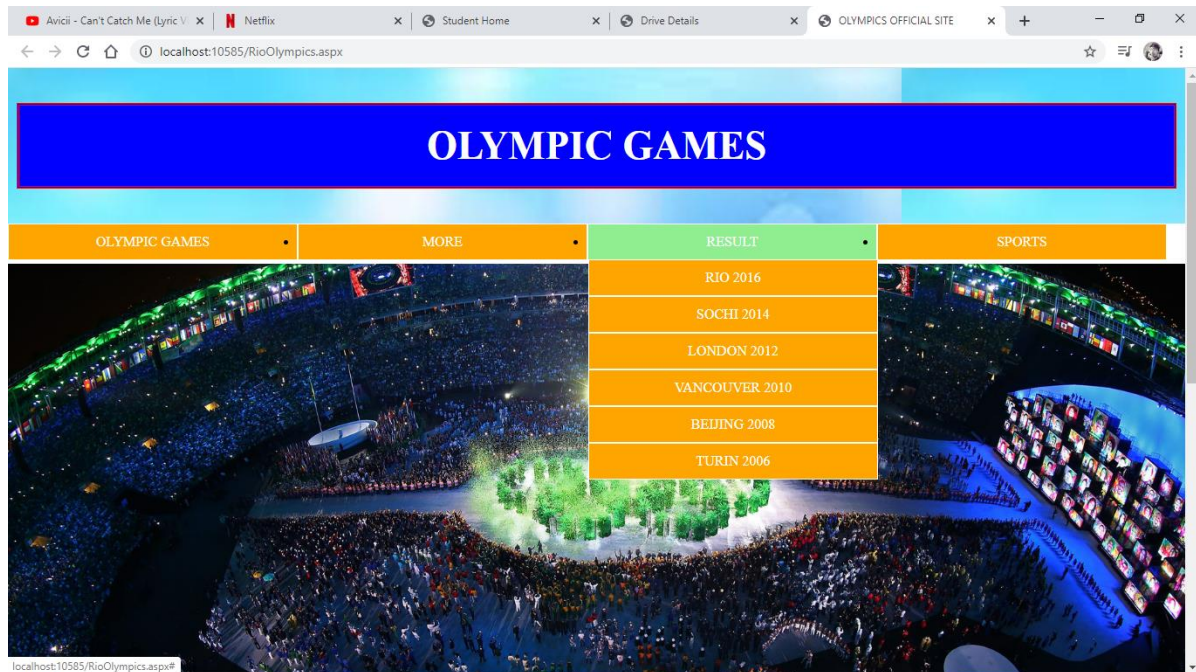 Avicii - Can't Catch Me (Lyric V
Netflix
Student Home
Drive Details
OLYMPICS OFFICIAL SITE
localhost:10585/RioOlympics.aspx
OLYMPIC GAMES
OLYMPIC GAMES
MORE
RESULT
SPORTS
RIO 2016
SOCHI 2014
LONDON 2012
VANCOUVER 2010
BEIJING 2008
TURIN 2006
localhost:10585/RioOlympics.aspx#